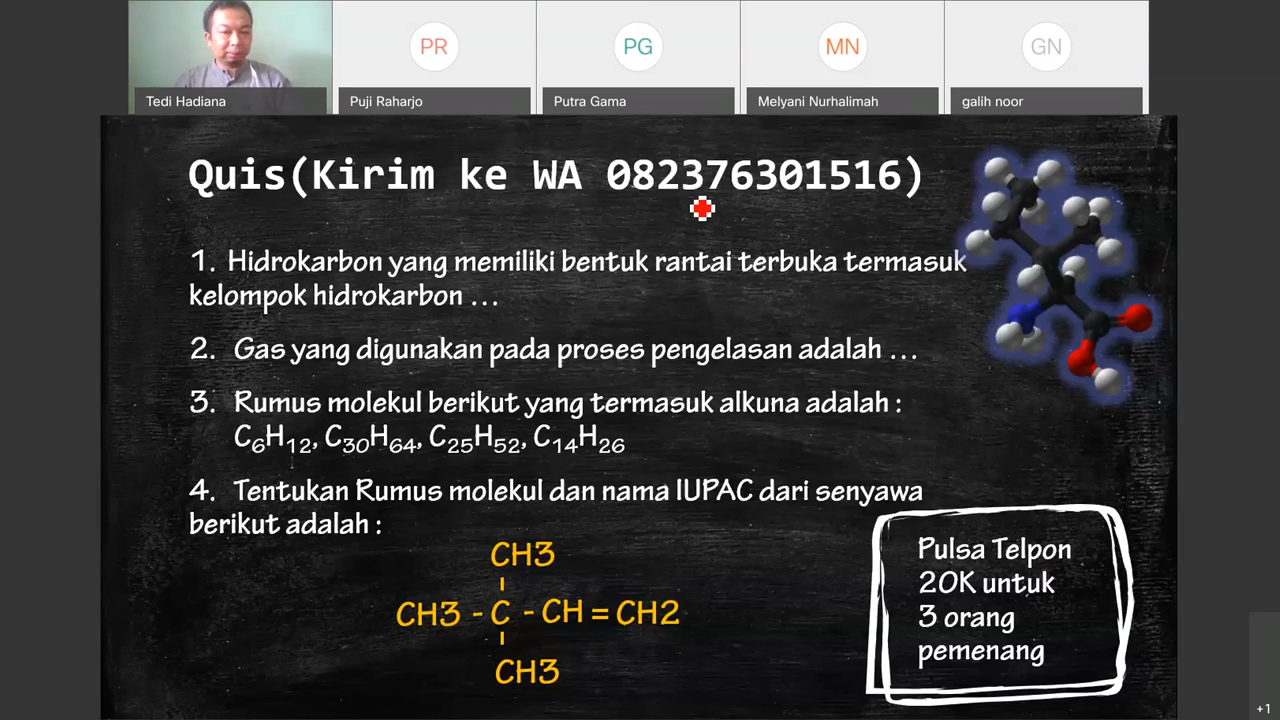 PR
PG
MN
GN
Tedi Hadiana
Puji Raharjo
Putra Gama
Melyani Nurhalimah
galih noor
Quis(Kirim ke WA 082376301516)
1. Hidrokarbon yang memiliki bentuk rantai terbuka termasuk
kelompok hidrokarbon ...
2. Gas yang digunakan pada proses pengelasan adalah ...
3. Rumus molekul berikut yang termasuk alkuna adalah :
C₆H₁₂, C₃₀H₆₄, C₂₅H₅₂, C₁₄H₂₆
4. Tentukan Rumus molekul dan nama IUPAC dari senyawa
berikut adalah :
CH3
CH3 - C - CH = CH2
CH3
Pulsa Telpon
20K untuk
3 orang
pemenang
+1